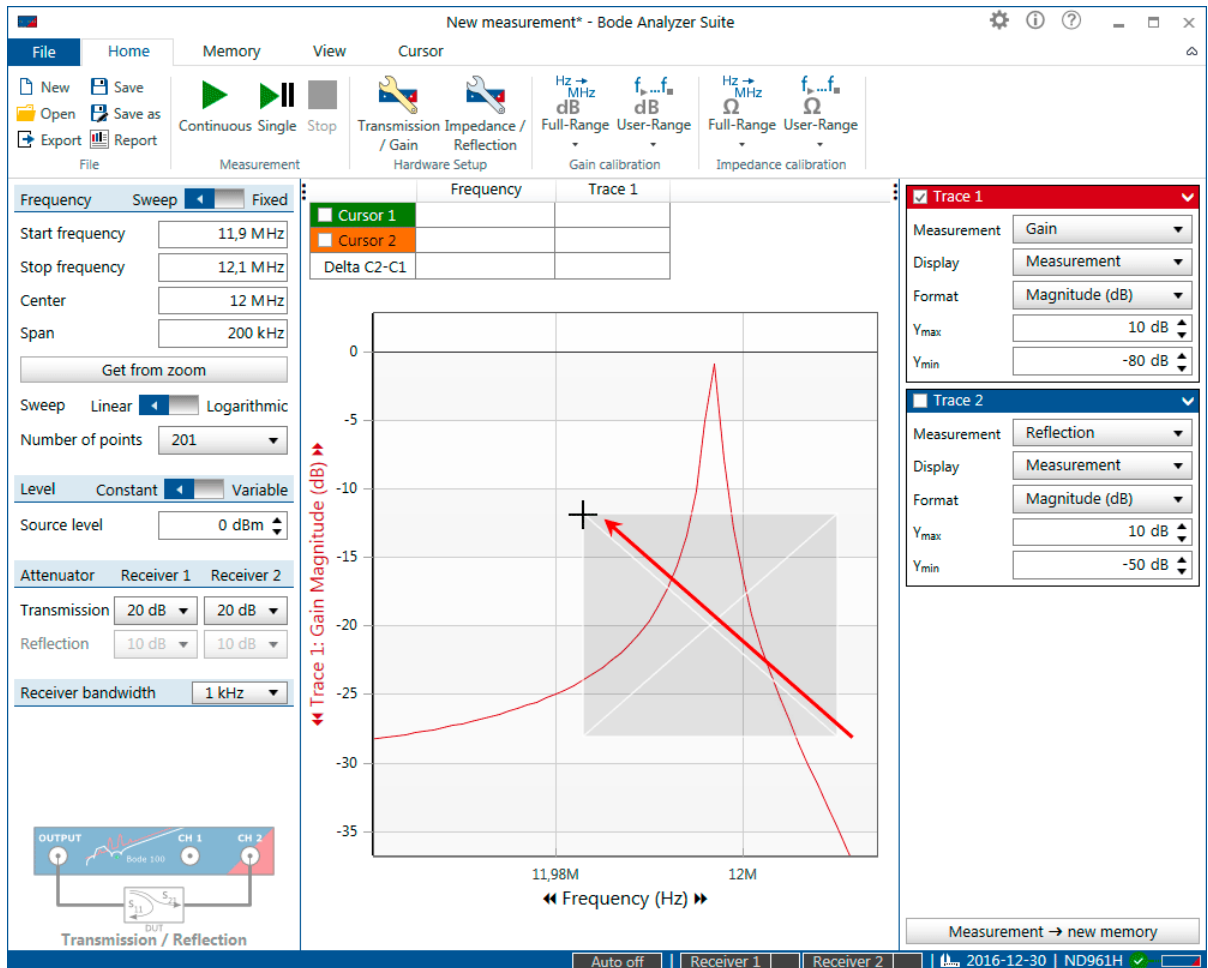 New measurement* - Bode Analyzer Suite
File Home Memory View Cursor
New Save
Open Save as
Export Report
File
Continuous Single Stop
Measurement
Transmission / Gain
Impedance / Reflection
Hardware Setup
Hz → MHz dB Full-Range
f▸...f■ dB User-Range
Gain calibration
Hz → MHz Ω Full-Range
f▸...f■ Ω User-Range
Impedance calibration
Frequency Sweep Fixed
Start frequency 11,9 MHz
Stop frequency 12,1 MHz
Center 12 MHz
Span 200 kHz
Get from zoom
Sweep Linear Logarithmic
Number of points 201
Level Constant Variable
Source level 0 dBm
Attenuator Receiver 1 Receiver 2
Transmission 20 dB 20 dB
Reflection 10 dB 10 dB
Receiver bandwidth 1 kHz
OUTPUT CH 1 CH 2
Bode 100
S11 S21
DUT
Transmission / Reflection
Frequency Trace 1
Cursor 1
Cursor 2
Delta C2-C1
Trace 1: Gain Magnitude (dB)
0
-5
-10
-15
-20
-25
-30
-35
11,98M 12M
Frequency (Hz)
Trace 1
Measurement Gain
Display Measurement
Format Magnitude (dB)
Ymax 10 dB
Ymin -80 dB
Trace 2
Measurement Reflection
Display Measurement
Format Magnitude (dB)
Ymax 10 dB
Ymin -50 dB
Measurement → new memory
Auto off | Receiver 1 Receiver 2 | 2016-12-30 | ND961H